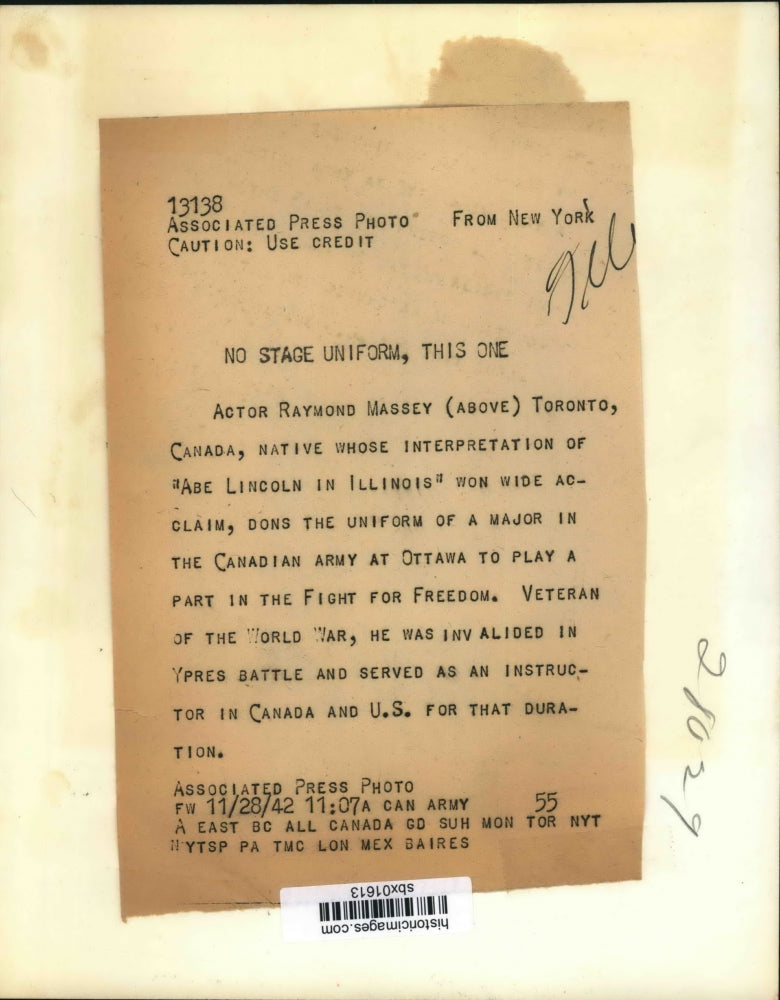 13138
ASSOCIATED PRESS PHOTO FROM NEW YORK
CAUTION: USE CREDIT
NO STAGE UNIFORM, THIS ONE
ACTOR RAYMOND MASSEY (ABOVE) TORONTO,
CANADA, NATIVE WHOSE INTERPRETATION OF
"ABE LINCOLN IN ILLINOIS" WON WIDE AC-
CLAIM, DONS THE UNIFORM OF A MAJOR IN
THE CANADIAN ARMY AT OTTAWA TO PLAY A
PART IN THE FIGHT FOR FREEDOM. VETERAN
OF THE WORLD WAR, HE WAS INVALIDED IN
YPRES BATTLE AND SERVED AS AN INSTRUC-
TOR IN CANADA AND U.S. FOR THAT DURA-
TION.
ASSOCIATED PRESS PHOTO
FW 11/28/42 11:07A CAN ARMY 55
A EAST BC ALL CANADA GD SUH MON TOR NYT
NYTSP PA TMC LON MEX BAIRES
historicimages.com
sbx01613